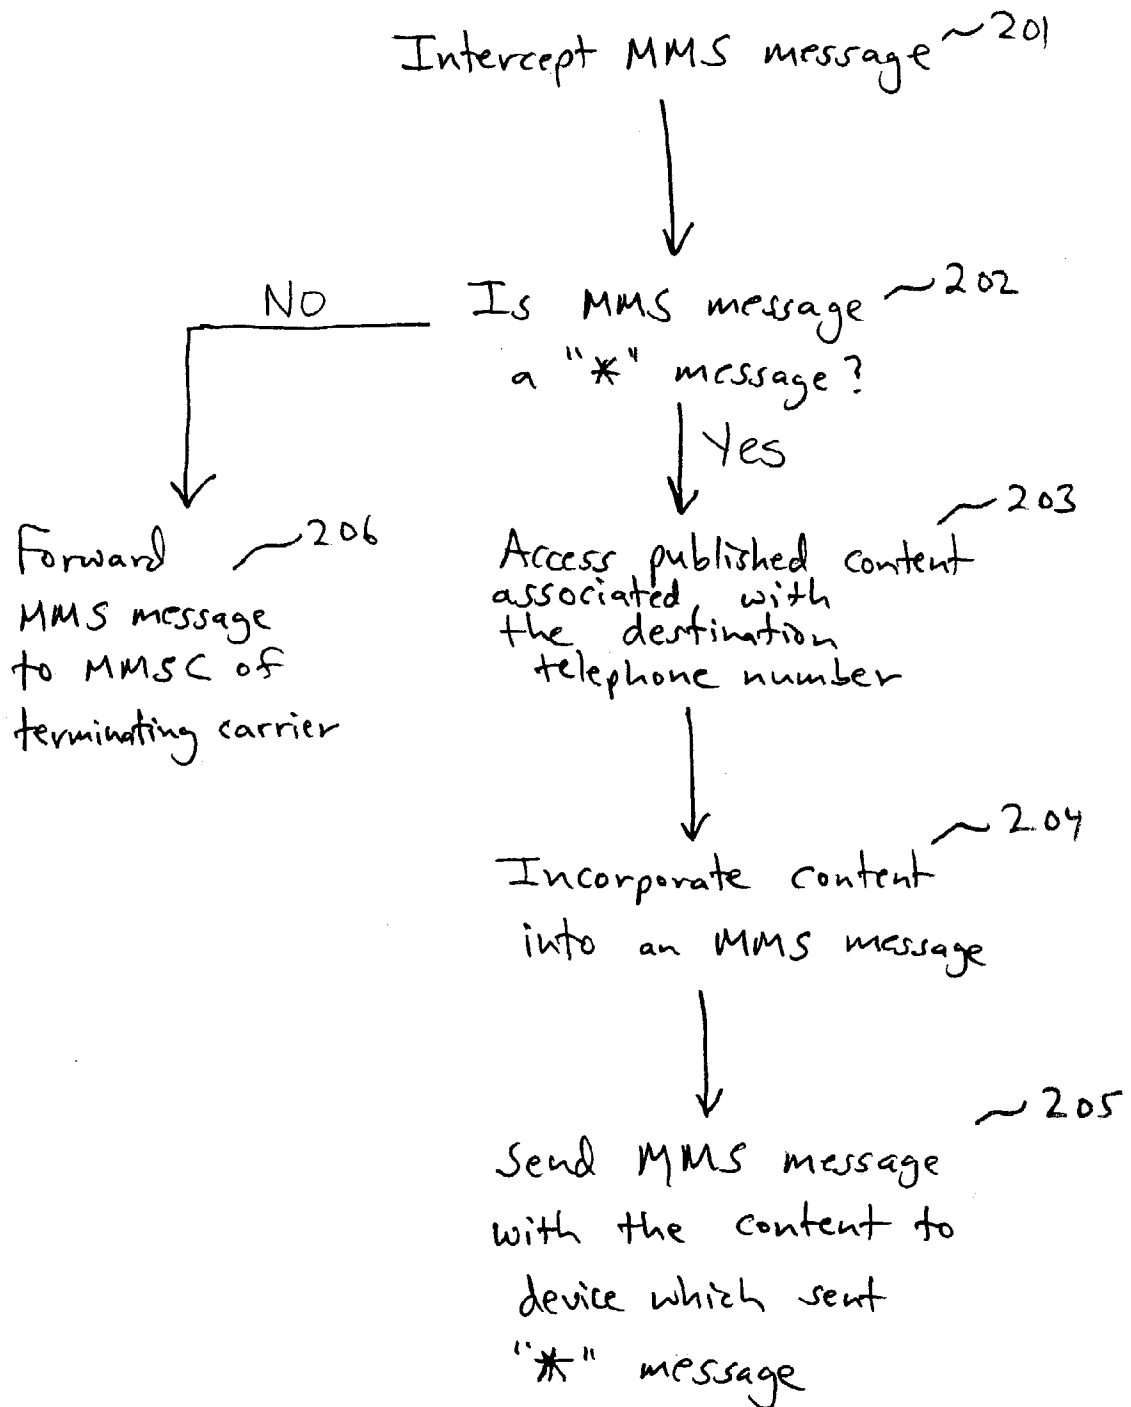 Intercept MMS message 201
Is MMS message 202
a "*" message?
No
Yes
Forward 206
MMS message
to MMSC of
terminating carrier
Access published content 203
associated with
the destination
telephone number
Incorporate content 204
into an MMS message
Send MMS message 205
with the content to
device which sent
"*" message